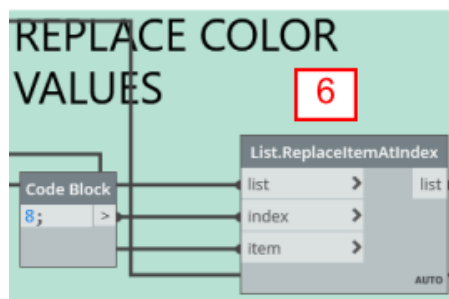 REPLACE COLOR
VALUES
6
List.ReplaceItemAtIndex
Code Block
list > list
8; >
index >
item >
AUTO